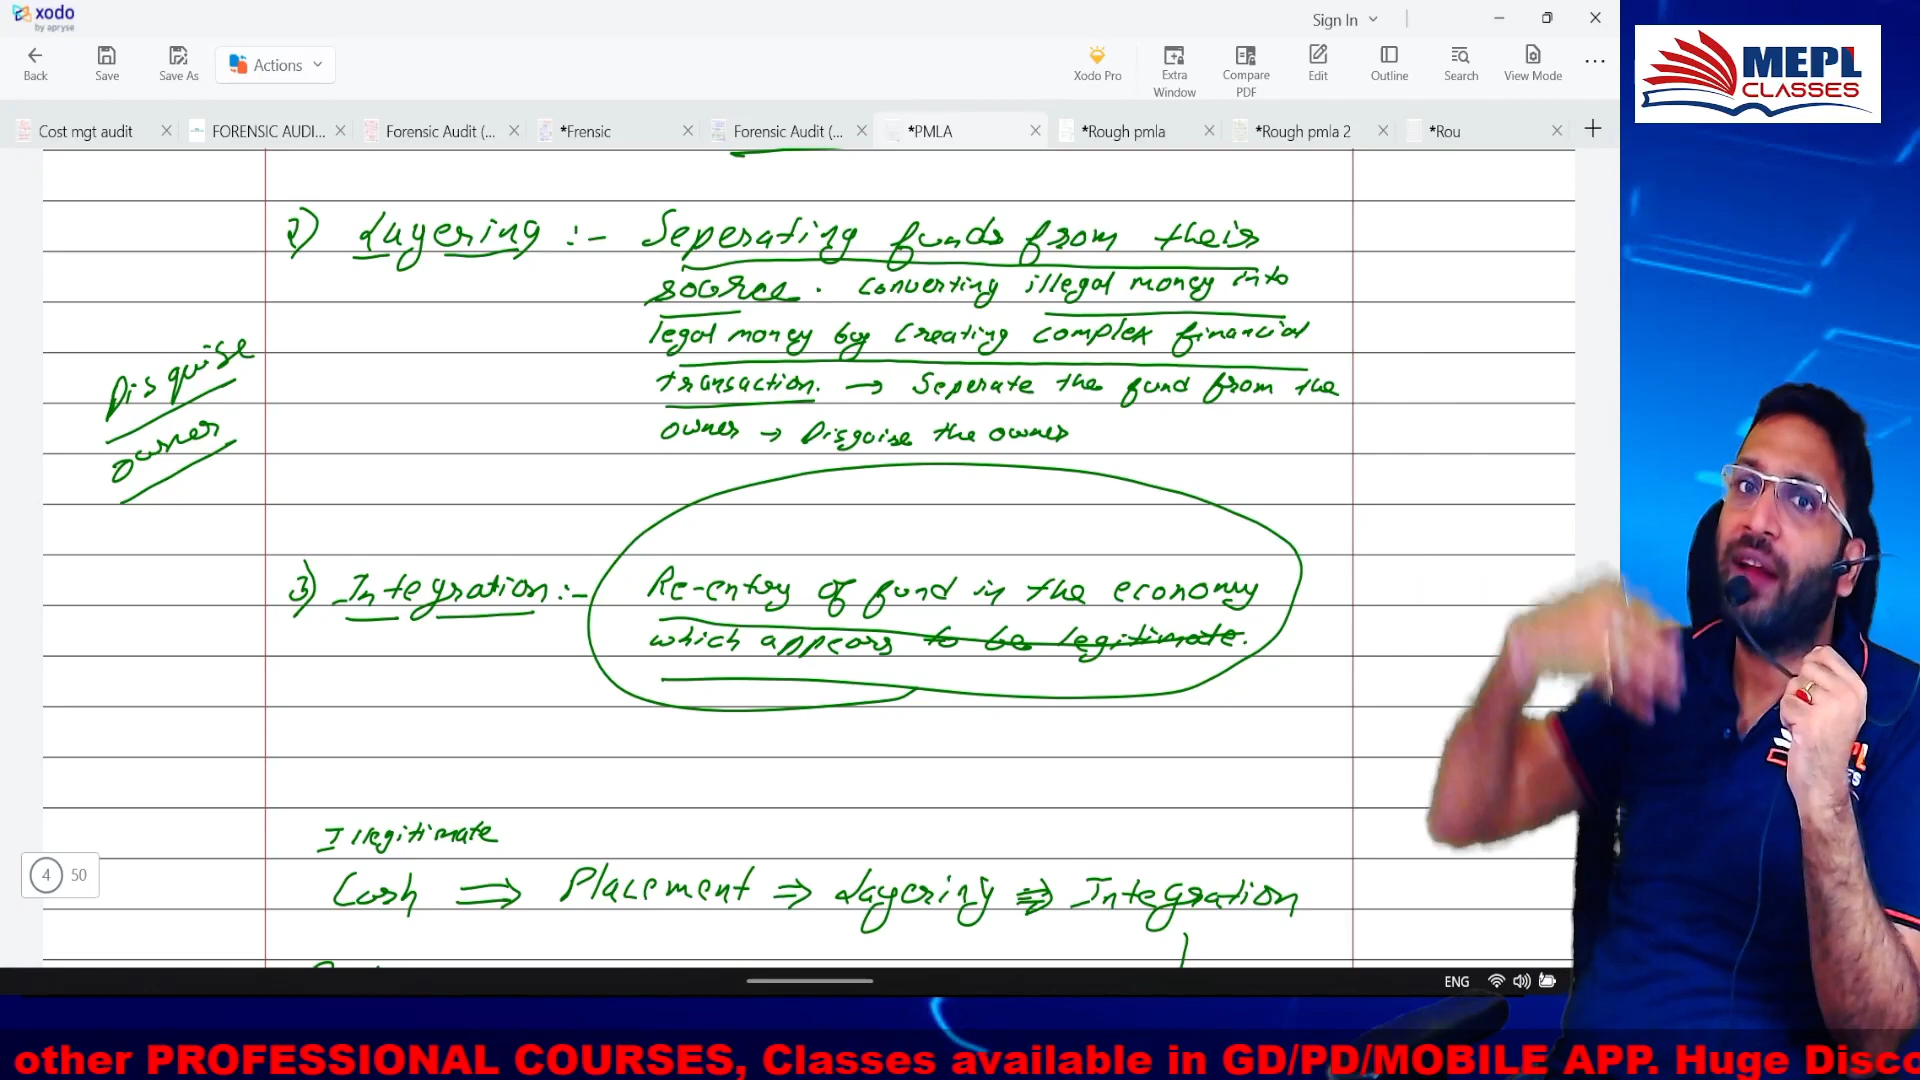 xodo
by apryse
Sign In
Back
Save
Save As
Actions
Xodo Pro
Extra Window
Compare PDF
Edit
Outline
Search
View Mode
Cost mgt audit
FORENSIC AUDI...
Forensic Audit (...
*Frensic
Forensic Audit (...
*PMLA
*Rough pmla
*Rough pmla 2
*Rou
MEPL
CLASSES
2) Layering :- Seperating funds from their
source. Converting illegal money into
legal money by Creating complex financial
transaction. → Seperate the fund from the
owner → Disguise the owner
Disguise
owner
3) Integration :- Re-entry of fund in the economy
which appears to be legitimate.
Illegitimate
Cash ⇒ Placement ⇒ Layering ⇒ Integration
4 50
ENG
other PROFESSIONAL COURSES, Classes available in GD/PD/MOBILE APP. Huge Disco